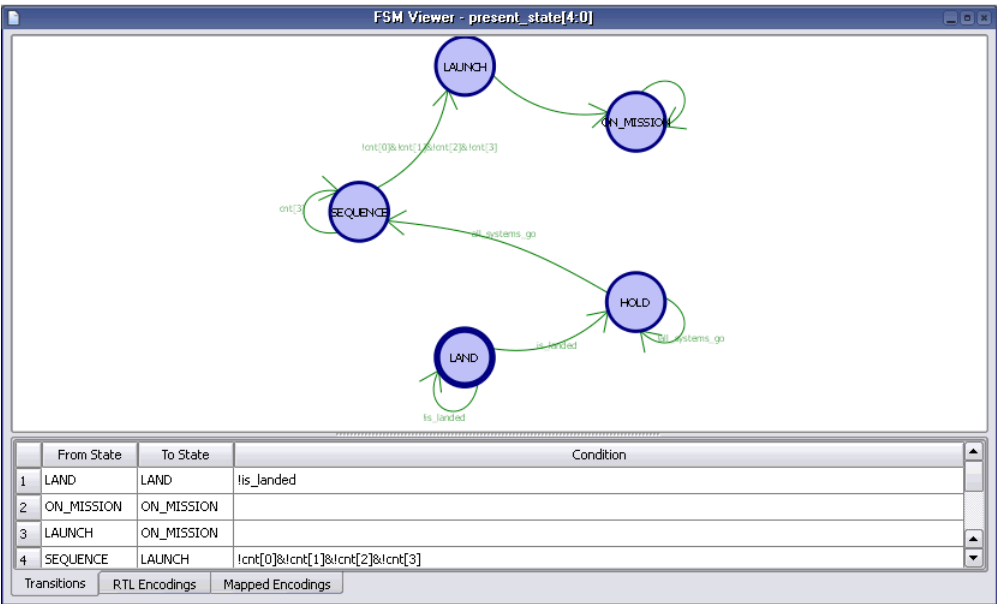 FSM Viewer - present_state[4:0]
LAUNCH
ON_MISSION
!cnt[0]&!cnt[1]&!cnt[2]&!cnt[3]
cnt[3]
SEQUENCE
all_systems_go
HOLD
!all_systems_go
is_landed
LAND
!is_landed
From State To State Condition
1 LAND LAND !is_landed
2 ON_MISSION ON_MISSION
3 LAUNCH ON_MISSION
4 SEQUENCE LAUNCH !cnt[0]&!cnt[1]&!cnt[2]&!cnt[3]
Transitions RTL Encodings Mapped Encodings